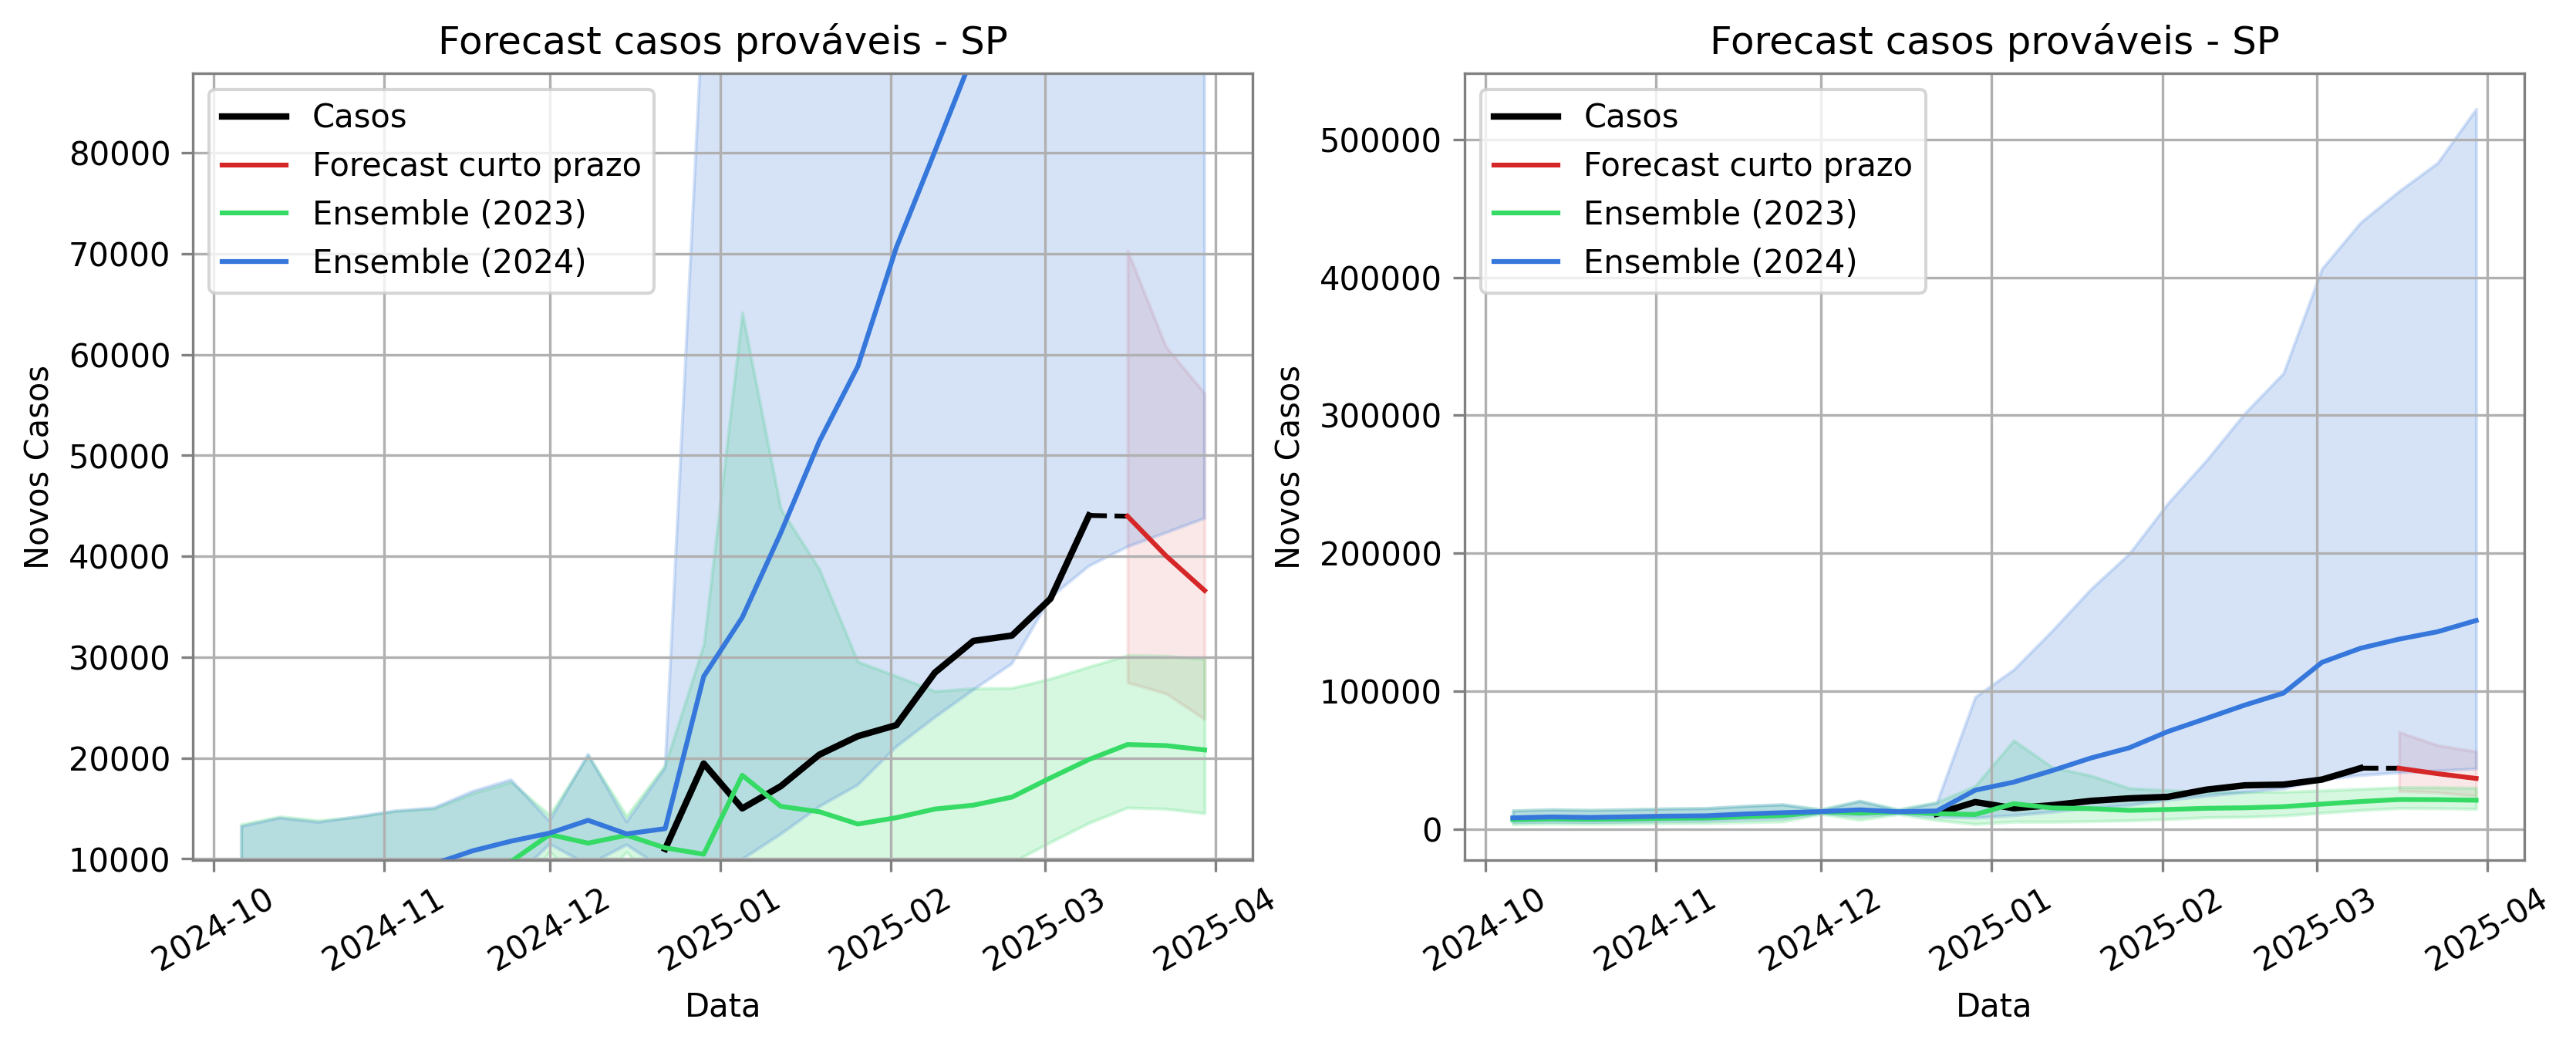 Forecast casos prováveis - SP
Casos
Forecast curto prazo
Ensemble (2023)
Ensemble (2024)
80000
70000
60000
50000
40000
30000
20000
10000
Novos Casos
2024-10
2024-11
2024-12
2025-01
2025-02
2025-03
2025-04
Data
Forecast casos prováveis - SP
Casos
Forecast curto prazo
Ensemble (2023)
Ensemble (2024)
500000
400000
300000
200000
100000
0
Novos Casos
2024-10
2024-11
2024-12
2025-01
2025-02
2025-03
2025-04
Data